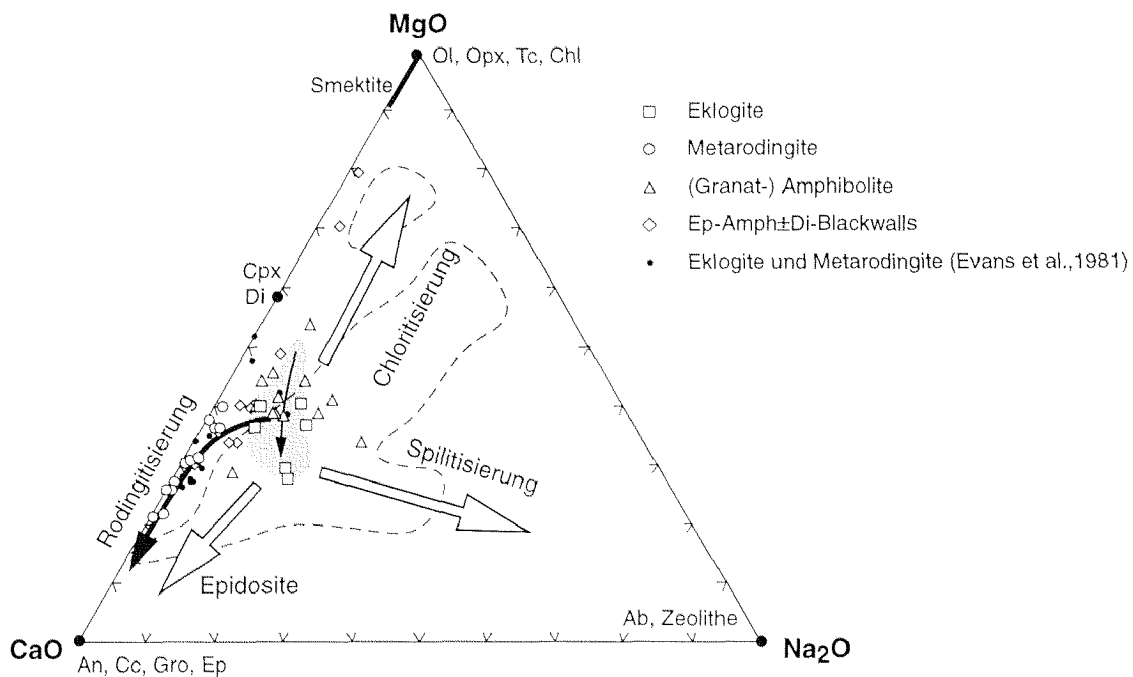 MgO
Ol, Opx, Tc, Chl
Smektite
Eklogite
Metarodingite
(Granat-) Amphibolite
Ep-Amph±Di-Blackwalls
Eklogite und Metarodingite (Evans et al.,1981)
Cpx
Di
Chloritisierung
Rodingitisierung
Spilitisierung
Epidosite
Ab, Zeolithe
CaO
Na₂O
An, Cc, Gro, Ep